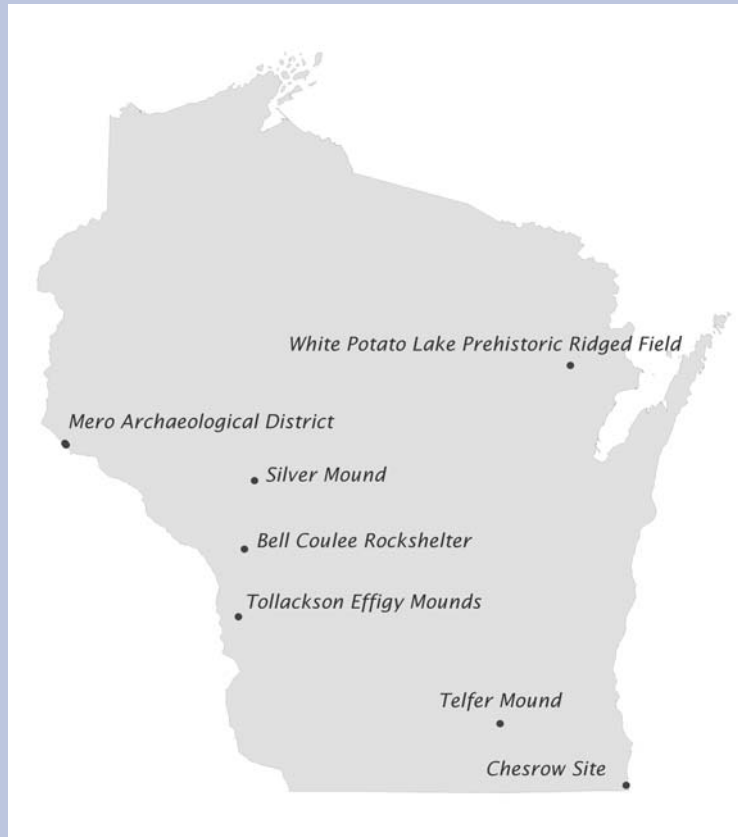 White Potato Lake Prehistoric Ridged Field
Mero Archaeological District
Silver Mound
Bell Coulee Rockshelter
Tollackson Effigy Mounds
Telfer Mound
Chesrow Site